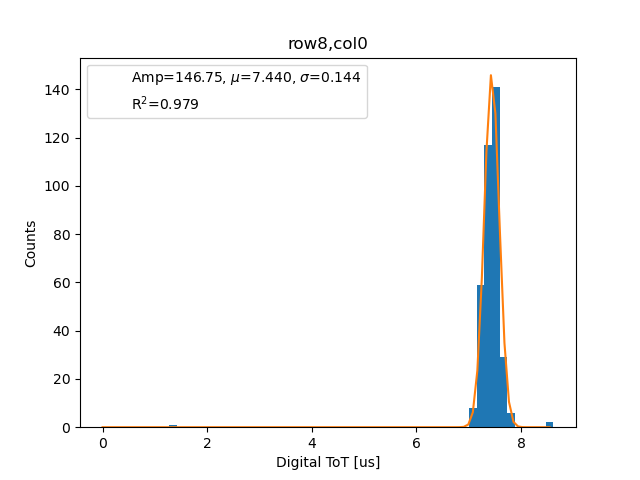 row8,col0
Amp=146.75, μ=7.440, σ=0.144
R²=0.979
140
120
100
80
60
40
20
0
Counts
0 2 4 6 8
Digital ToT [us]